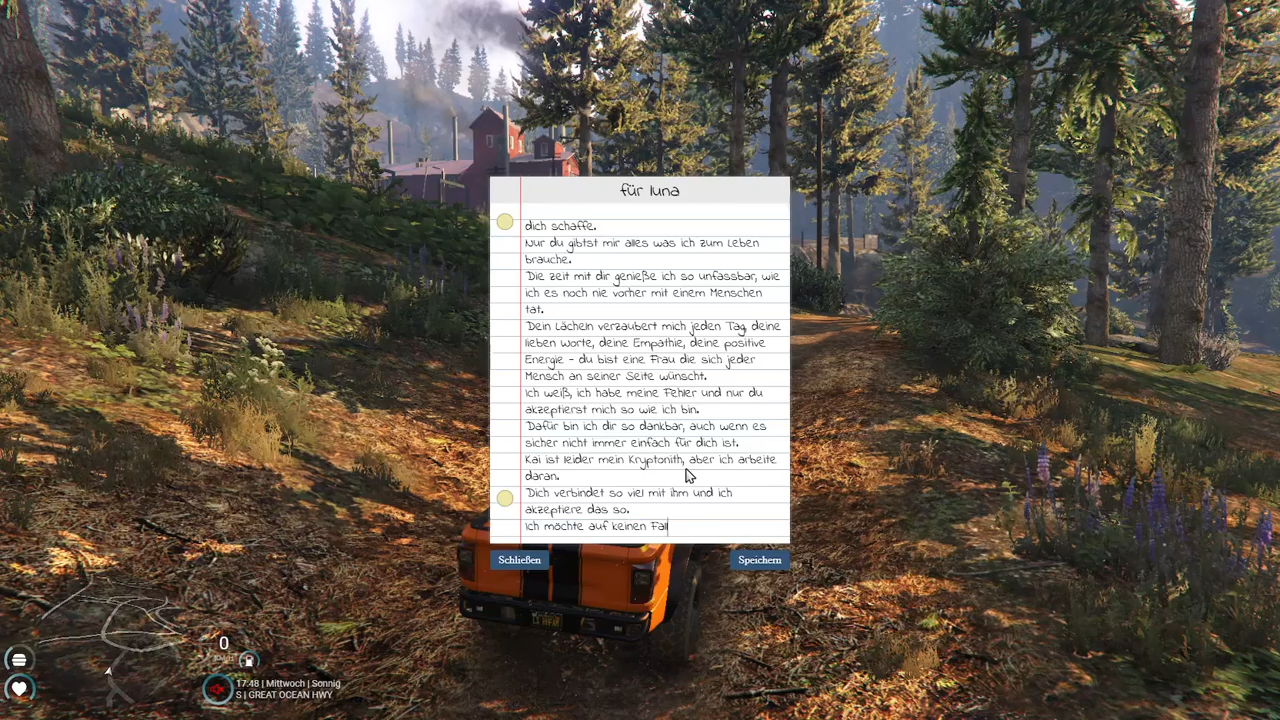 für luna
dich schaffe.
Nur du gibtst mir alles was ich zum Leben
brauche.
Die zeit mit dir genieße ich so unfassbar, wie
ich es noch nie vorher mit einem Menschen
tat.
Dein Lächeln verzaubert mich jeden Tag, deine
lieben Worte, deine Empathie, deine positive
Energie - du bist eine Frau die sich jeder
Mensch an seiner Seite wünscht.
Ich weiß, ich habe meine Fehler und nur du
akzeptierst mich so wie ich bin.
Dafür bin ich dir so dankbar, auch wenn es
sicher nicht immer einfach für dich ist.
Kai ist leider mein Kryptonith, aber ich arbeite
daran.
Dich verbindet so viel mit ihm und ich
akzeptiere das so.
Ich möchte auf keinen Fall
Schließen Speichern
0
17:48 | Mittwoch | Sonnig
S | GREAT OCEAN HWY